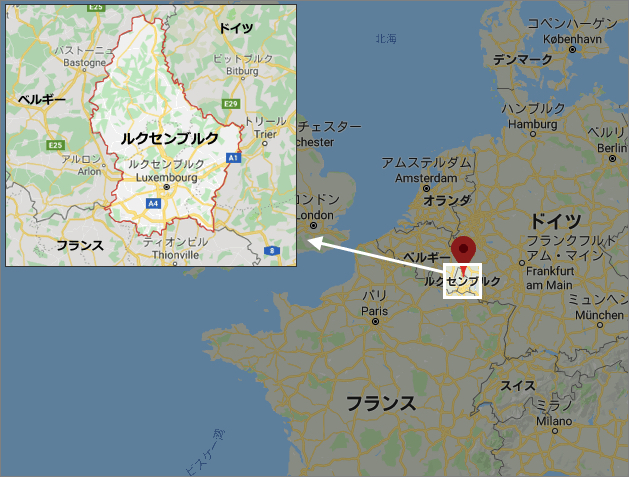 E25
ドイツ
バストーニュ
Bastogne
ビットブルク
Bitburg
ベルギー
E29
トリール
Trier
ルクセンブルク
E25
アルロン
Arlon
ルクセンブルク
Luxembourg
A1
A4
フランス
ティオンビル
Thionville
8
北海
コペンハーゲン
København
デンマーク
ハンブルク
Hamburg
ベルリ
Berlin
チェスター
chester
アムステルダム
Amsterdam
オランダ
ロンドン
London
ドイツ
ベルギー
フランクフルト
アム・マイン
Frankfurt
am Main
ルクセンブルク
パリ
Paris
ミュンヘン
München
スイス
フランス
ミラノ
Milano
ビスケー湾